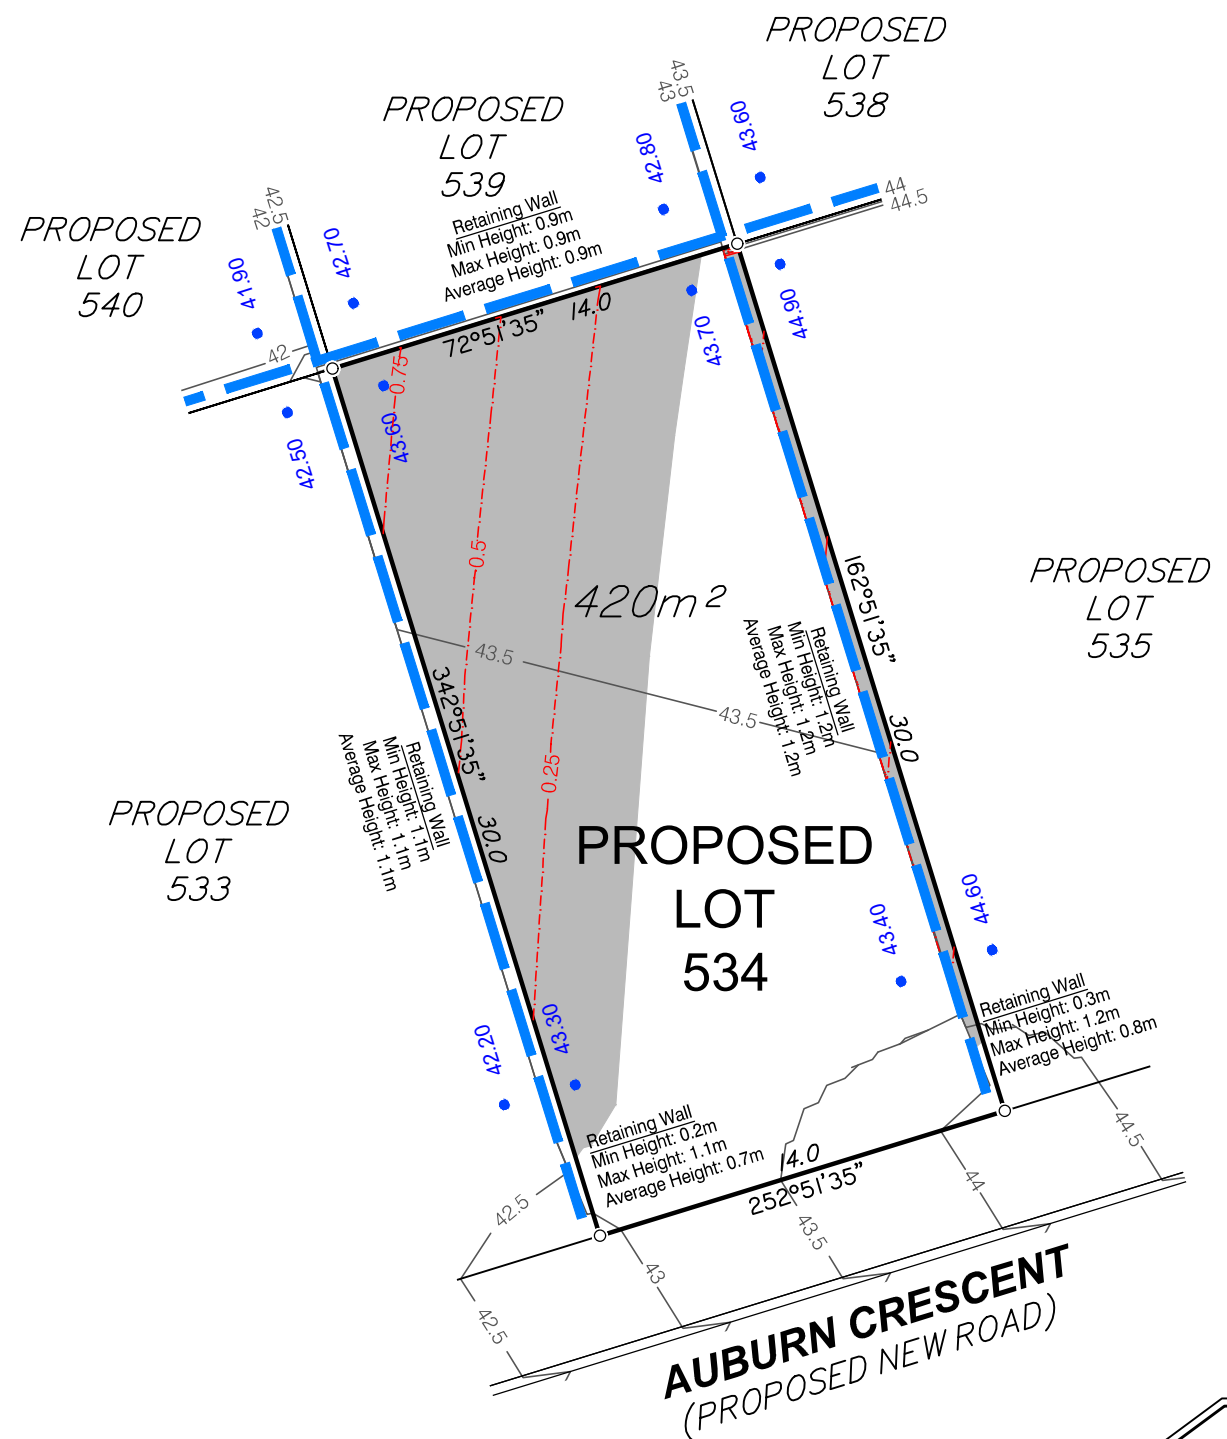 PROPOSED
LOT
538
PROPOSED
LOT
539
PROPOSED
LOT
540
43.5
43
43.60
42.80
44
44.5
42.5
42
42.70
41.90
42
Retaining Wall
Min Height: 0.9m
Max Height: 0.9m
Average Height: 0.9m
14.0
72°51'35"
43.70
44.90
0.75
43.60
42.50
0.5
0.25
420m²
43.5
43.5
162°51'35"
30.0
PROPOSED
LOT
535
Retaining Wall
Min Height: 1.2m
Max Height: 1.2m
Average Height: 1.2m
342°51'35"
30.0
Retaining Wall
Min Height: 1.1m
Max Height: 1.1m
Average Height: 1.1m
PROPOSED
LOT
533
PROPOSED
LOT
534
43.40
44.60
42.20
43.30
Retaining Wall
Min Height: 0.3m
Max Height: 1.2m
Average Height: 0.8m
Retaining Wall
Min Height: 0.2m
Max Height: 1.1m
Average Height: 0.7m
14.0
252°51'35"
42.5
42.5
43
43.5
44
44.5
AUBURN CRESCENT
(PROPOSED NEW ROAD)